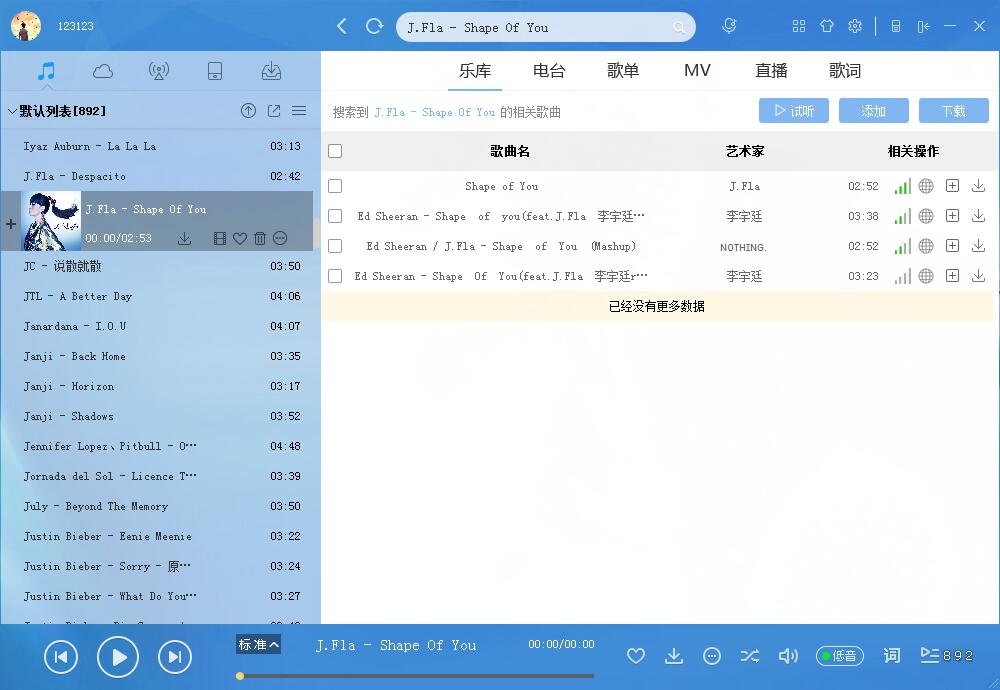 123123
J.Fla - Shape Of You
乐库 电台 歌单 MV 直播 歌词
默认列表[892]
搜索到 J.Fla - Shape Of You 的相关歌曲 试听 添加 下载
歌曲名 艺术家 相关操作
Shape of You J.Fla 02:52
Ed Sheeran - Shape of you(feat.J.Fla 李宇廷… 李宇廷 03:38
Ed Sheeran / J.Fla - Shape of You (Mashup) NOTHING. 02:52
Ed Sheeran - Shape Of You(feat.J.Fla 李宇廷r… 李宇廷 03:23
已经没有更多数据
Iyaz Auburn - La La La 03:13
J.Fla - Despacito 02:42
J.Fla - Shape Of You
00:00/02:53
JC - 说散就散 03:50
JTL - A Better Day 04:06
Janardana - I.O.U 04:07
Janji - Back Home 03:35
Janji - Horizon 03:17
Janji - Shadows 03:52
Jennifer Lopez、Pitbull - O… 04:48
Jornada del Sol - Licence T… 03:39
July - Beyond The Memory 03:50
Justin Bieber - Eenie Meenie 03:22
Justin Bieber - Sorry - 原… 03:24
Justin Bieber - What Do You… 03:27
标准 J.Fla - Shape Of You 00:00/00:00
低音 词 892